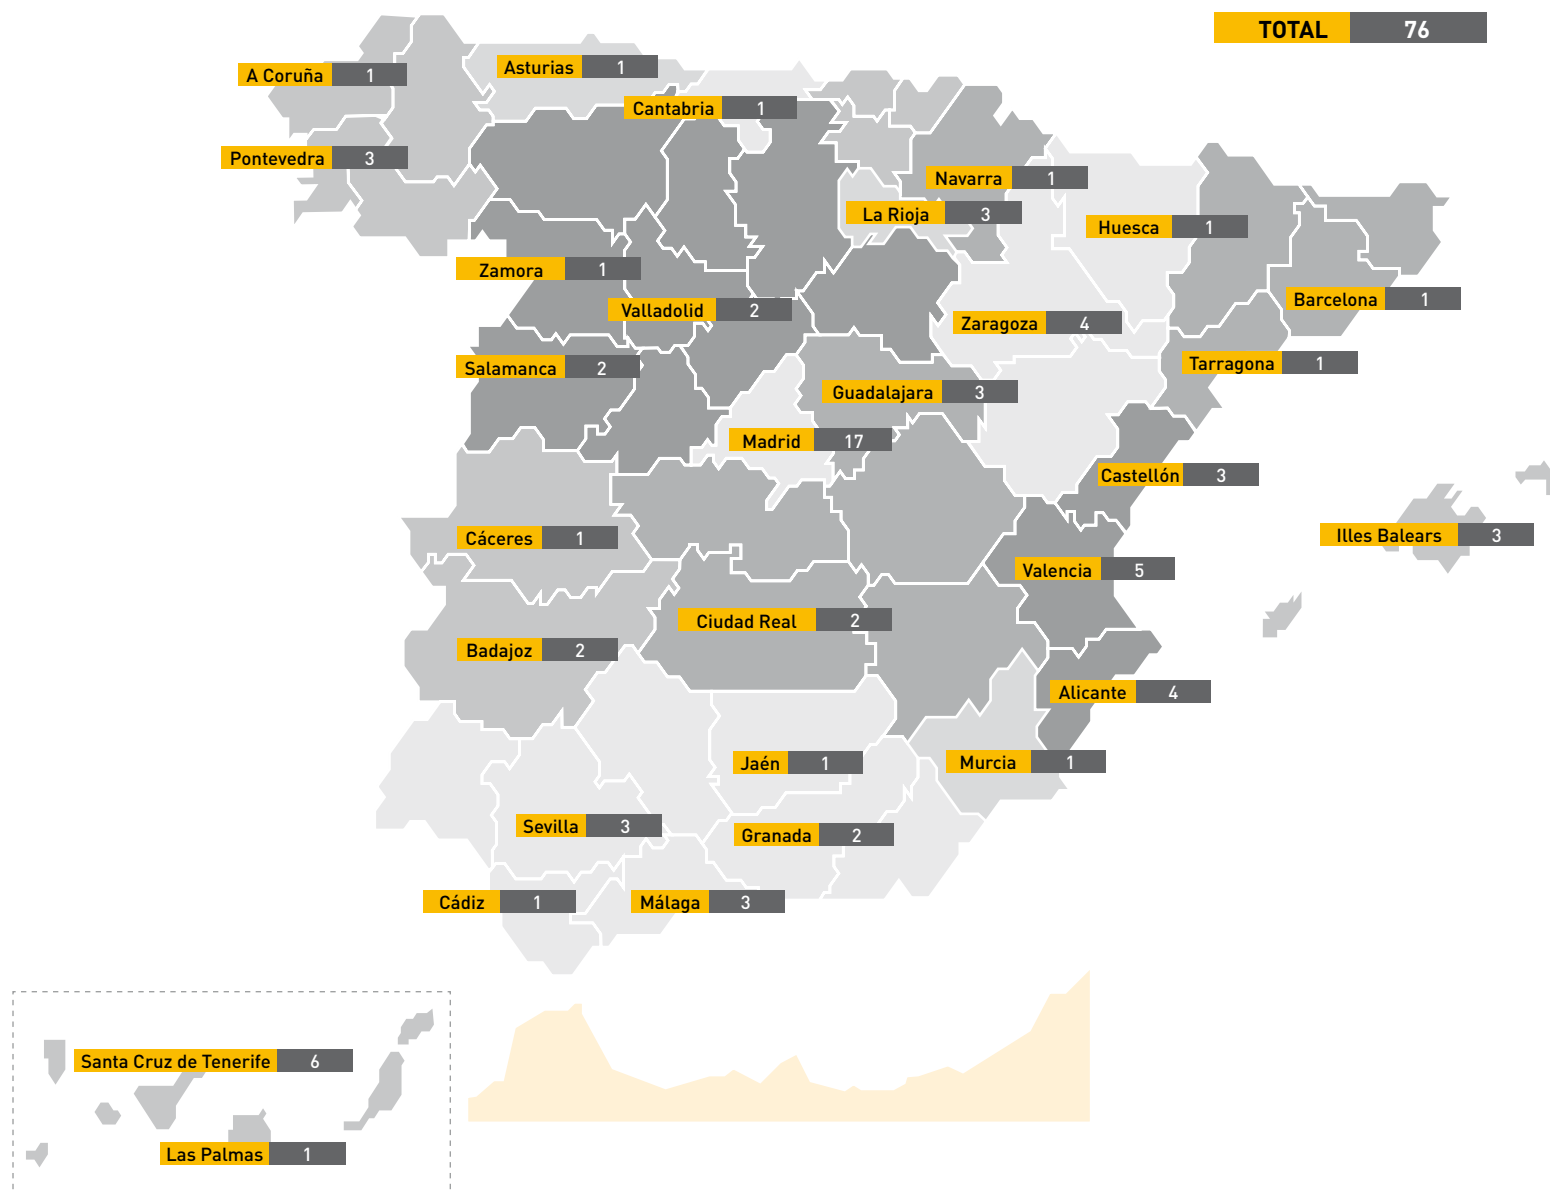 TOTAL 76
A Coruña 1
Asturias 1
Cantabria 1
Pontevedra 3
Navarra 1
La Rioja 3
Huesca 1
Zamora 1
Barcelona 1
Valladolid 2
Zaragoza 4
Salamanca 2
Tarragona 1
Guadalajara 3
Madrid 17
Castellón 3
Cáceres 1
Illes Balears 3
Valencia 5
Ciudad Real 2
Badajoz 2
Alicante 4
Jaén 1
Murcia 1
Sevilla 3
Granada 2
Cádiz 1
Málaga 3
Santa Cruz de Tenerife 6
Las Palmas 1